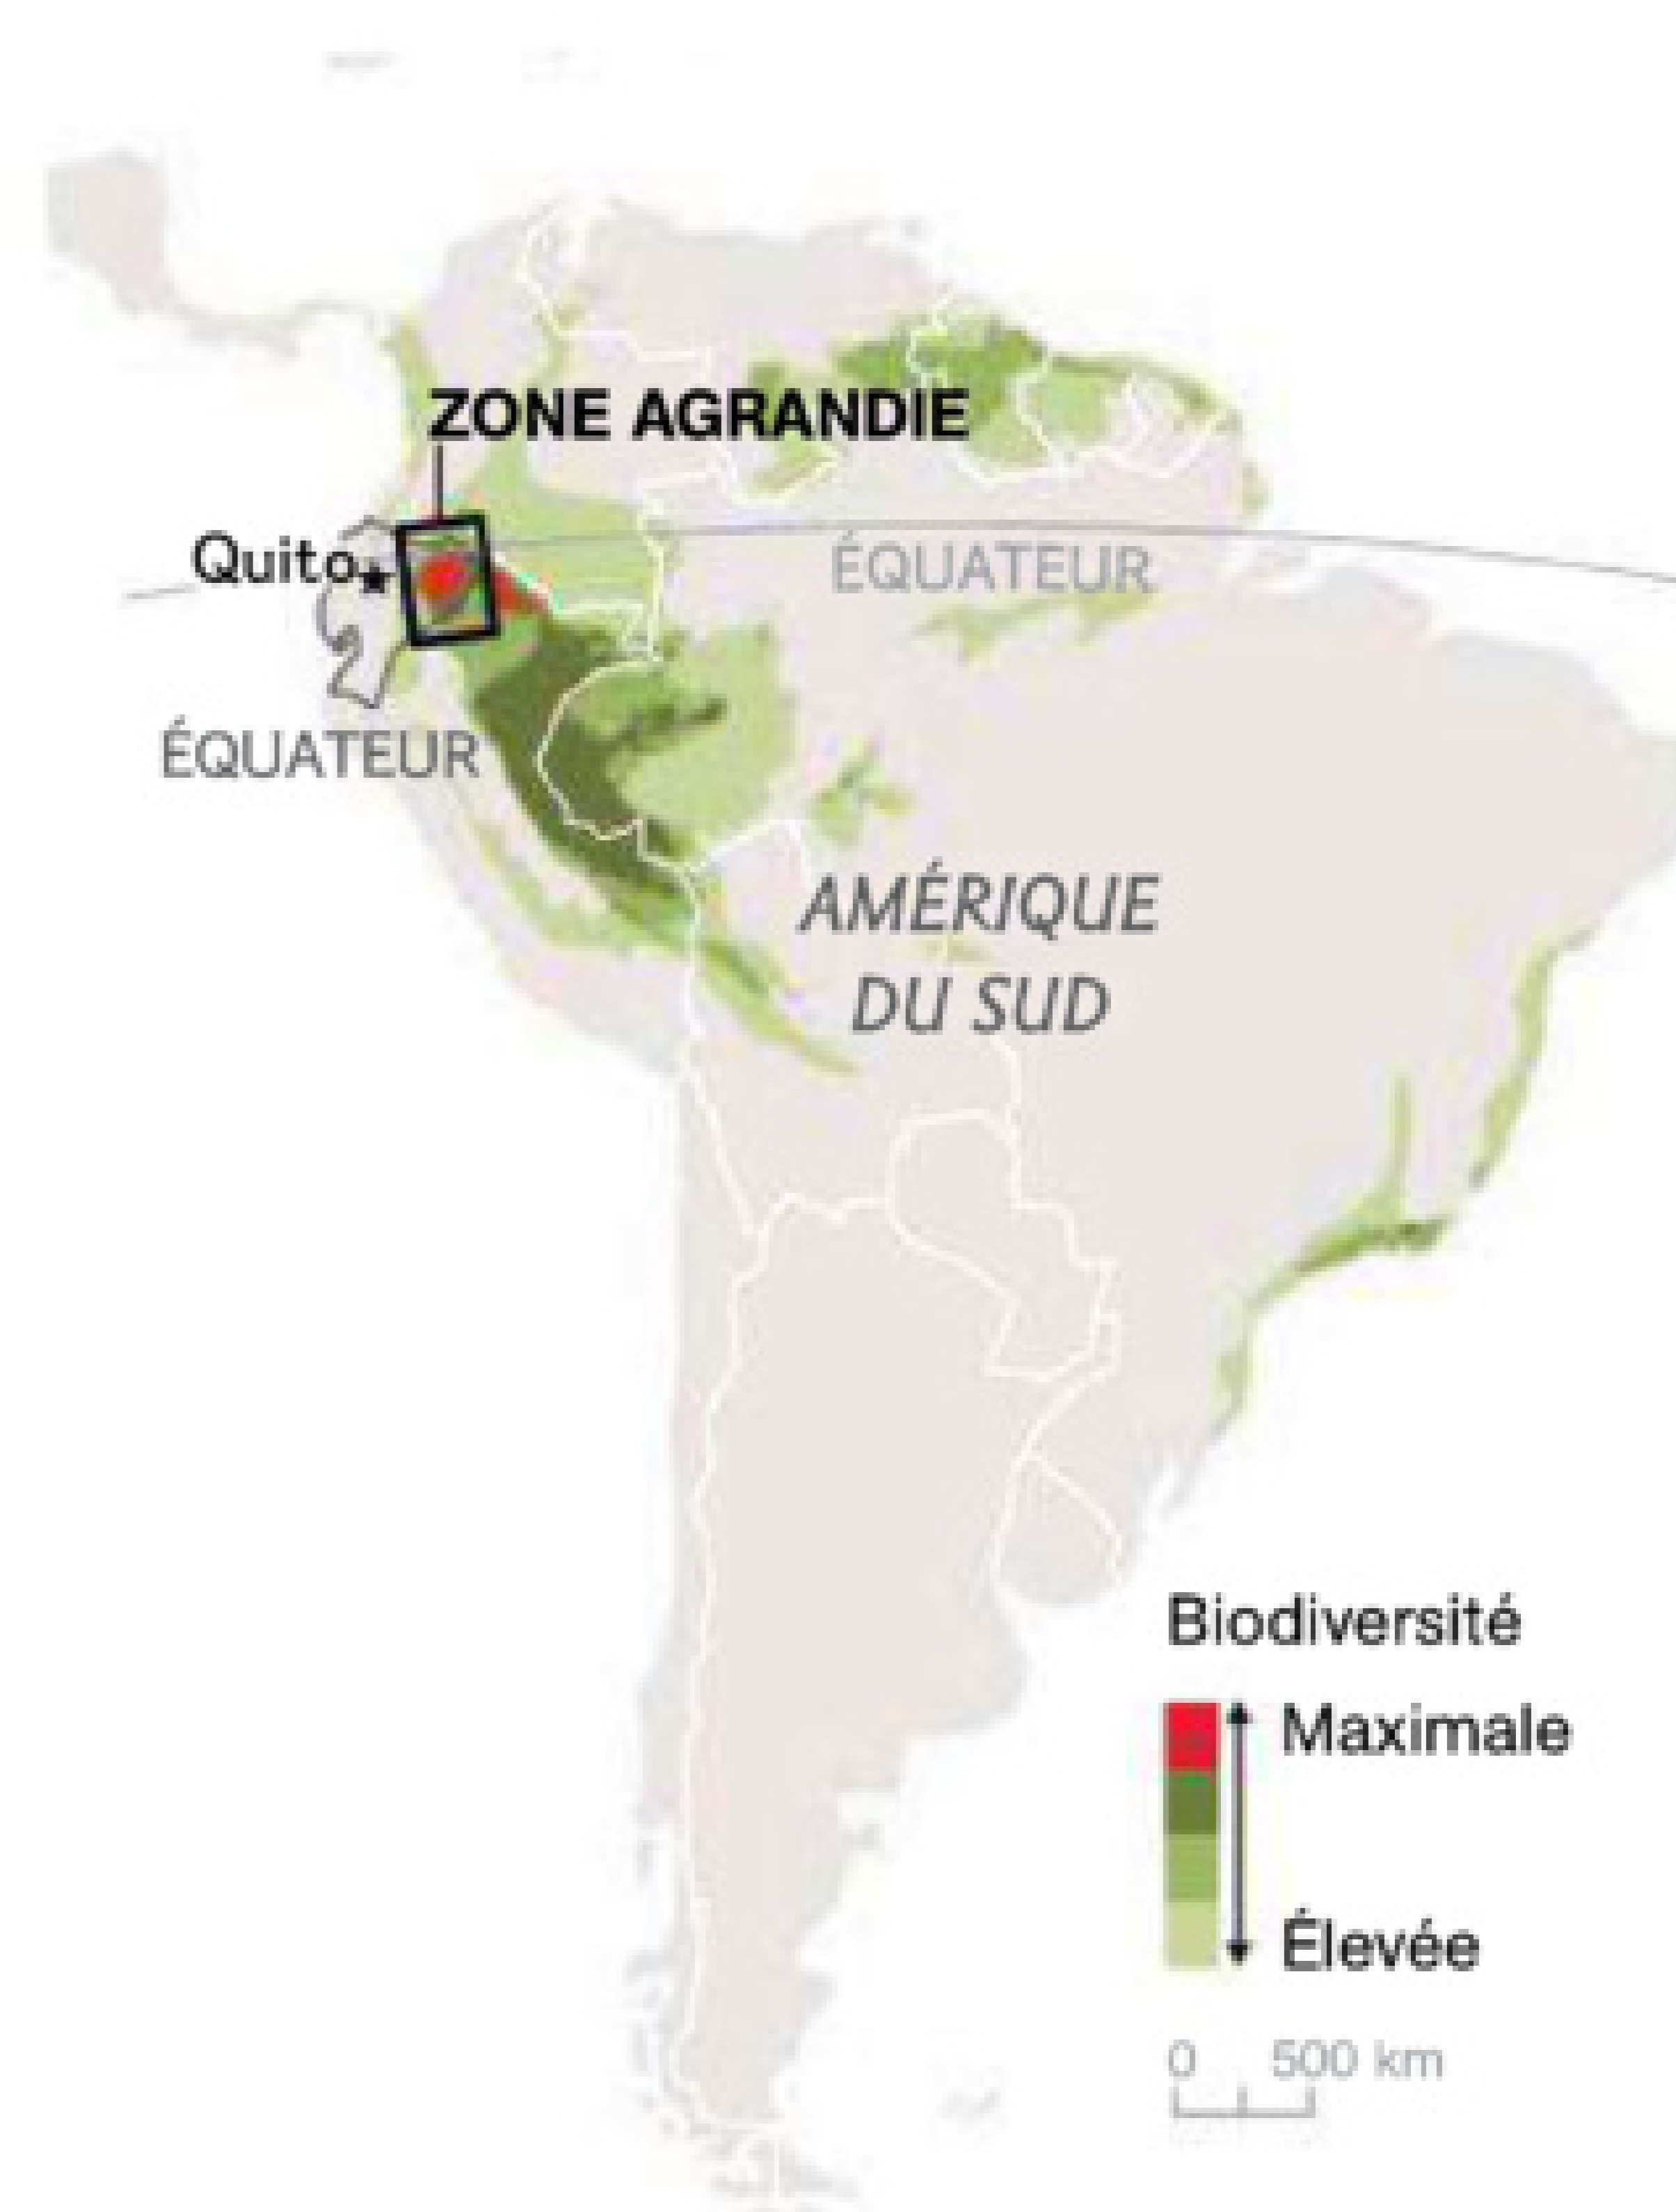 ZONE AGRANDIE
Quito
ÉQUATEUR
ÉQUATEUR
AMÉRIQUE
DU SUD
Biodiversité
Maximale
Élevée
0 500 km